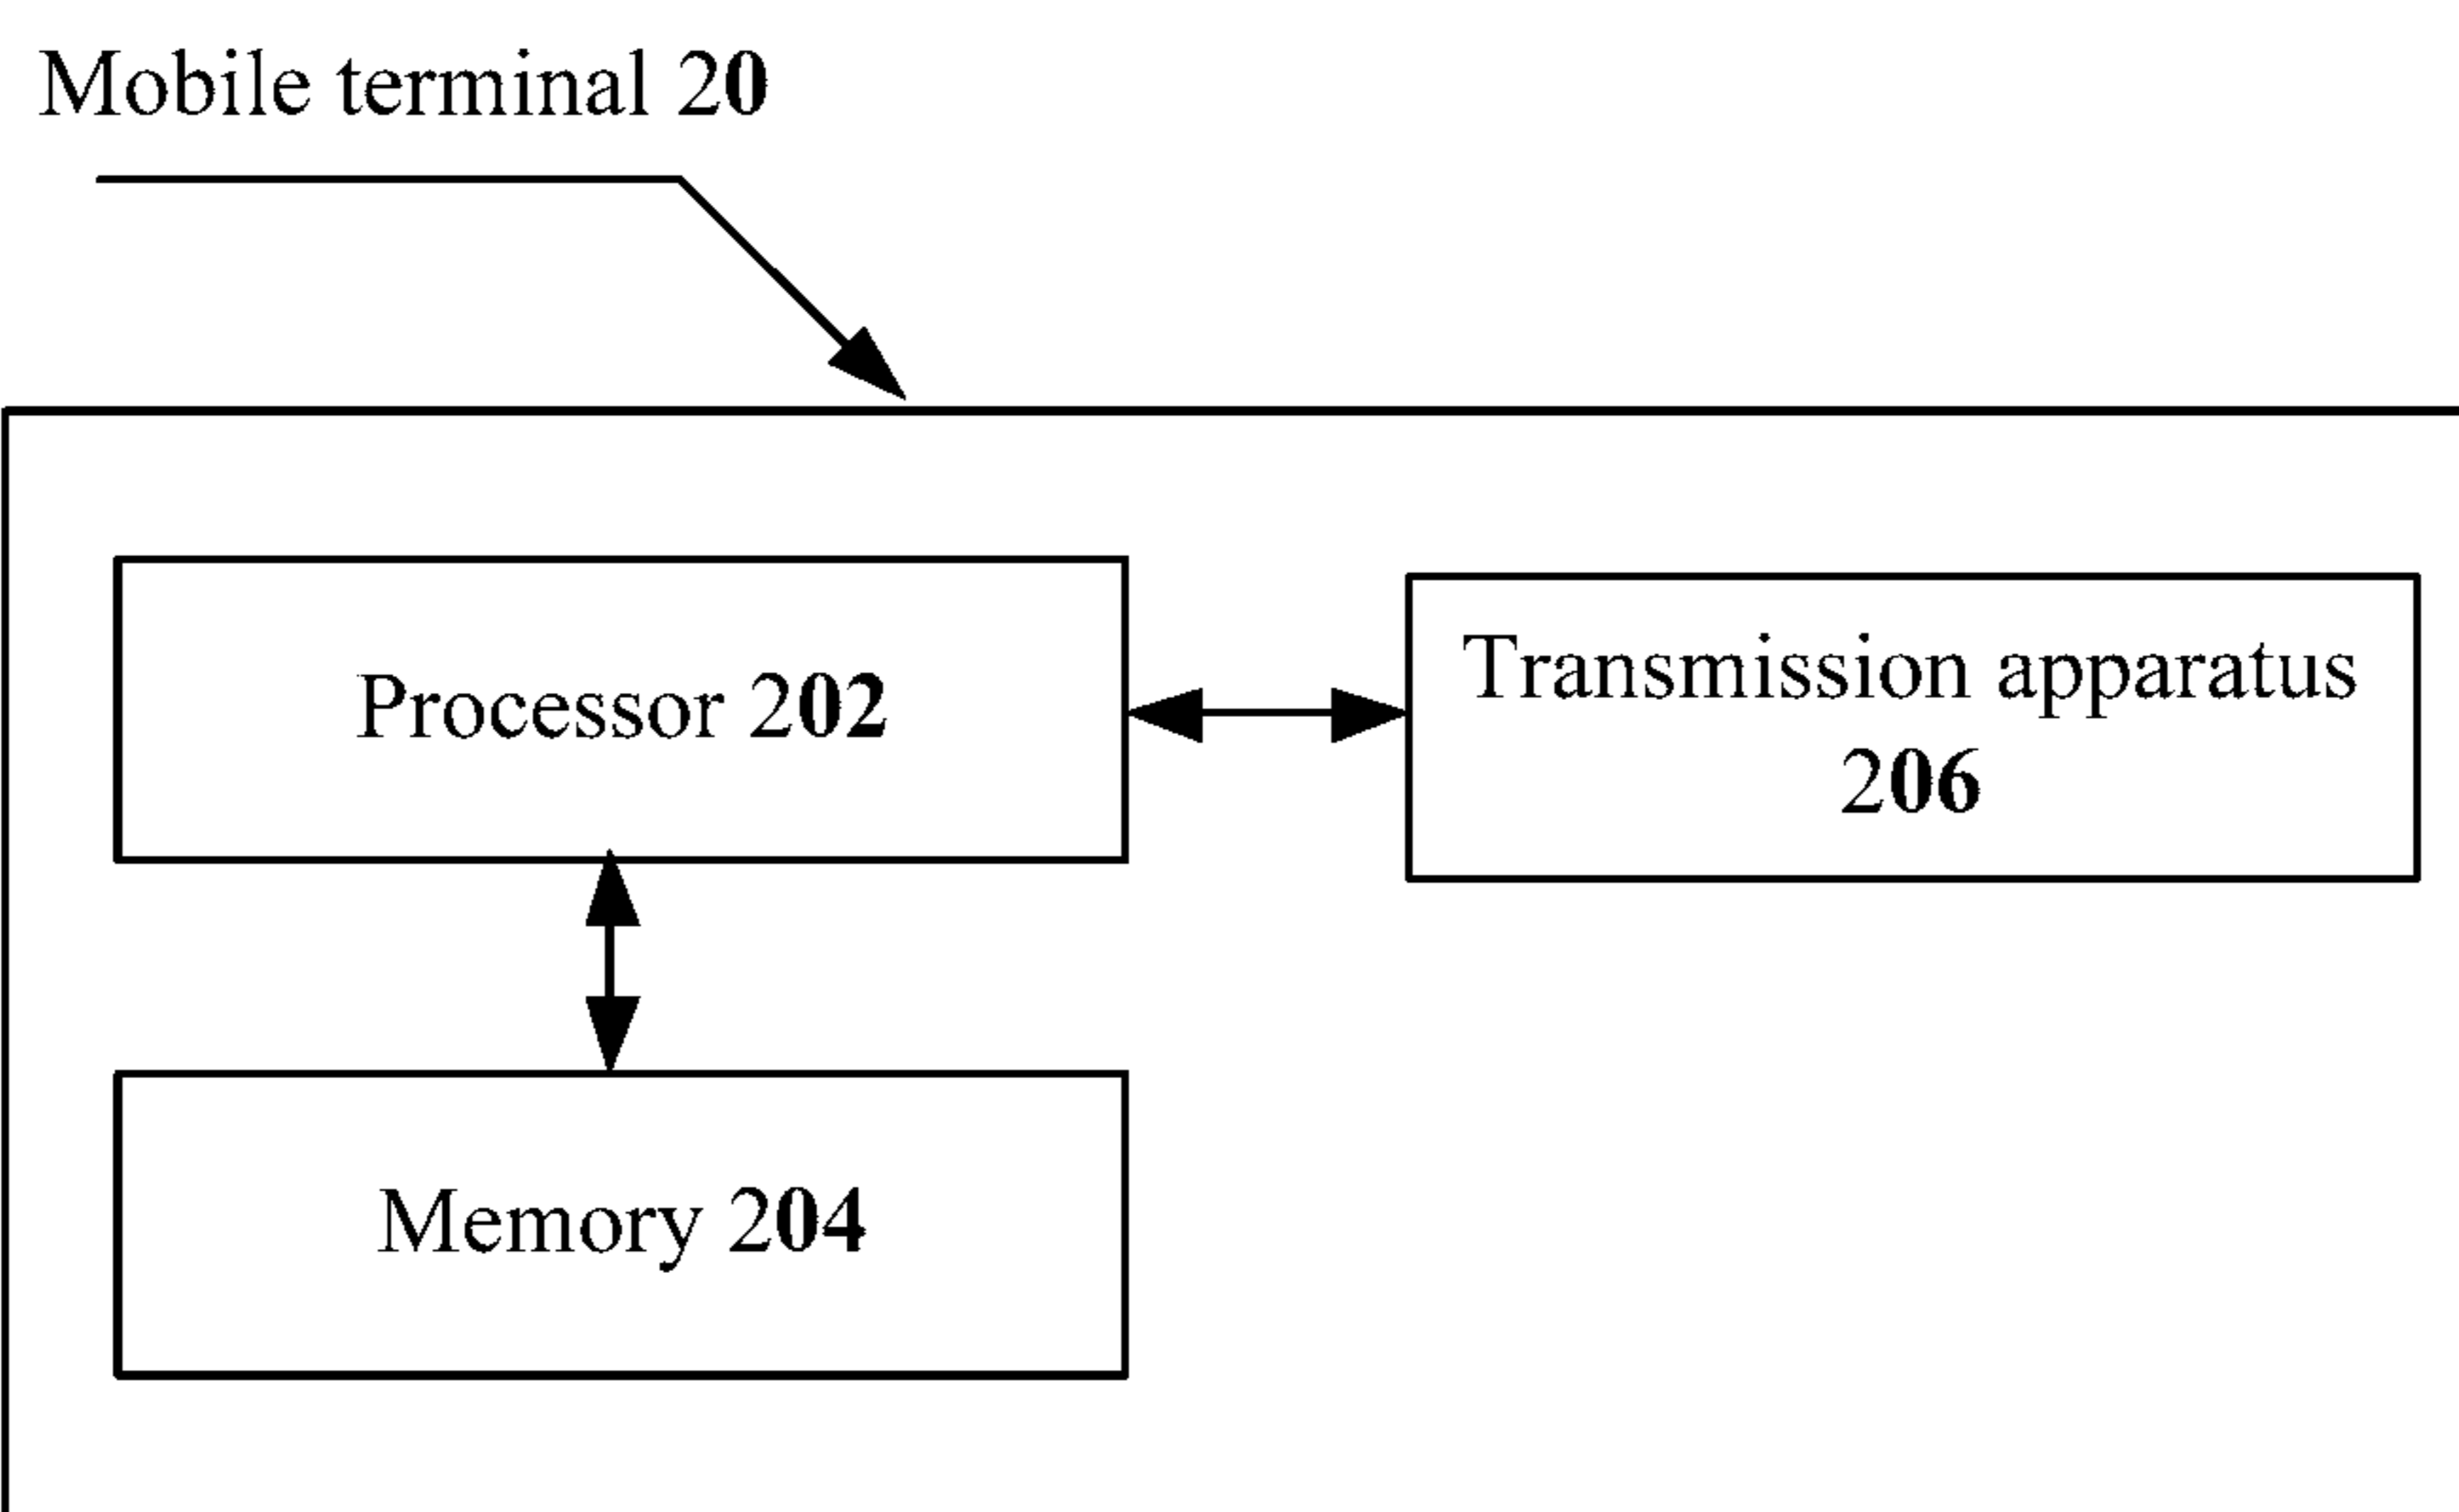 Mobile terminal 20
Processor 202
Transmission apparatus
206
Memory 204